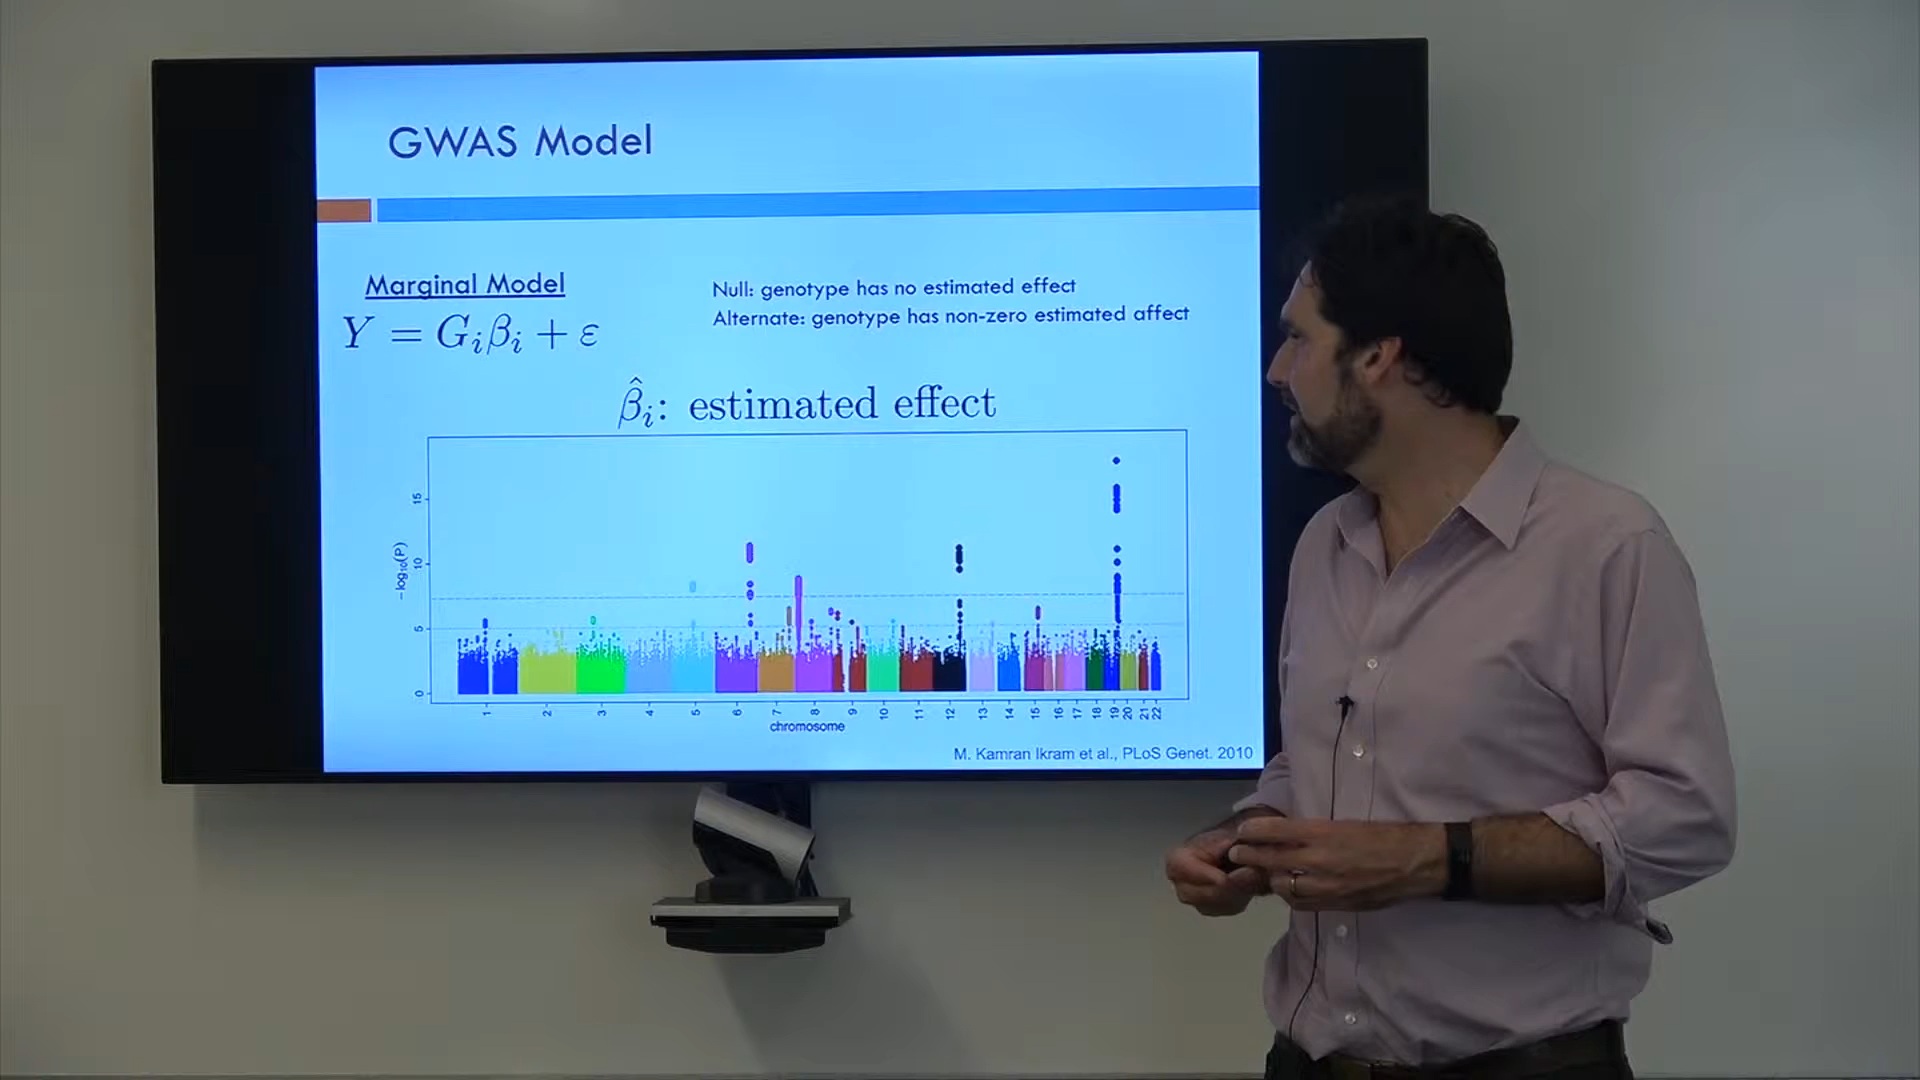 GWAS Model
Marginal Model
Y = G_iβ_i + ε
Null: genotype has no estimated effect
Alternate: genotype has non-zero estimated affect
β̂_i: estimated effect
−log₁₀(P)
15
10
5
0
1 2 3 4 5 6 7 8 9 10 11 12 13 14 15 16 17 18 19 20 21 22
chromosome
M. Kamran Ikram et al., PLoS Genet. 2010